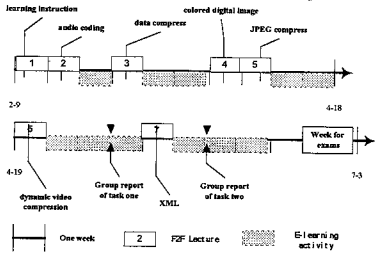 learning instruction
audio coding
data compress
colored digital image
JPEG compress
1
2
3
4
5
2-9
4-18
6
7
Week for
exams
4-19
7-3
dynamic video
compression
Group report
of task one
XML
Group report
of task two
One week
2
F2F Lecture
E-learning
activity